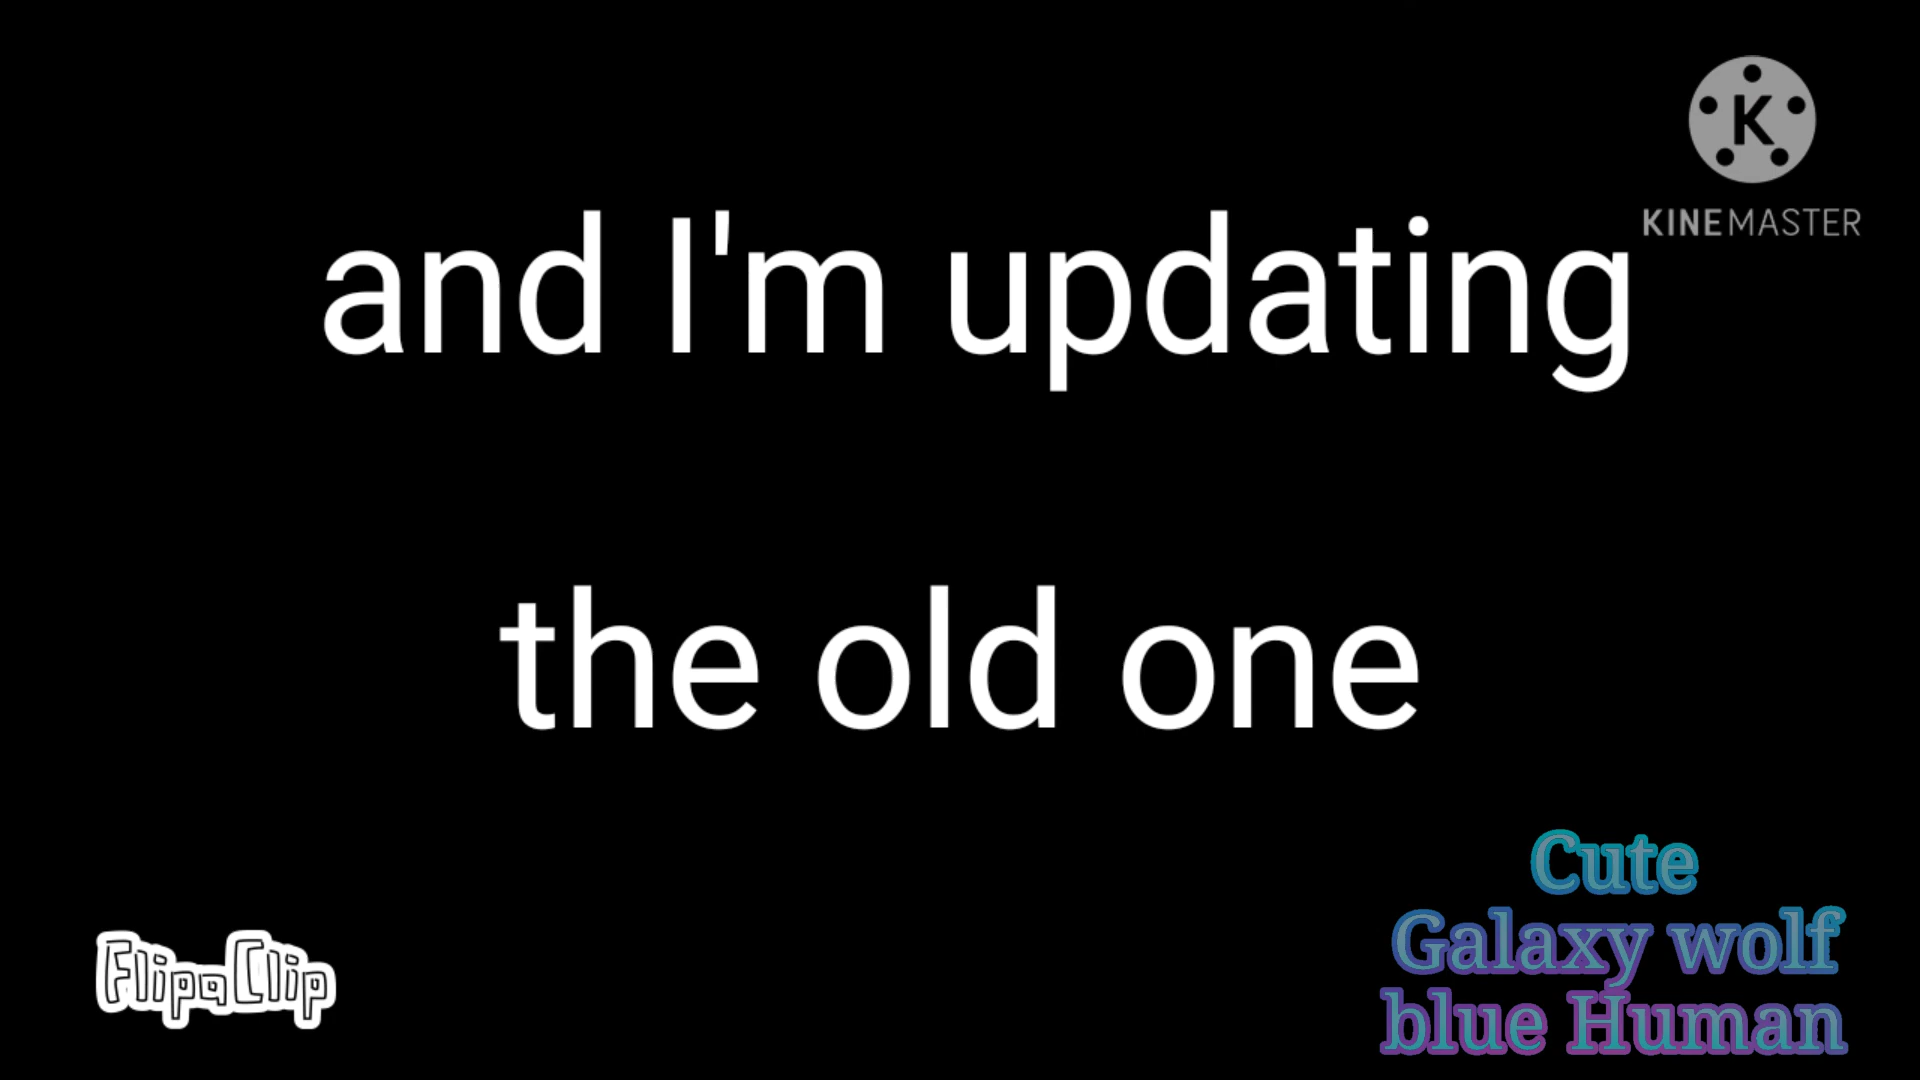 K
KINEMASTER
and I'm updating
the old one
FlipaClip
Cute
Galaxy wolf
blue Human